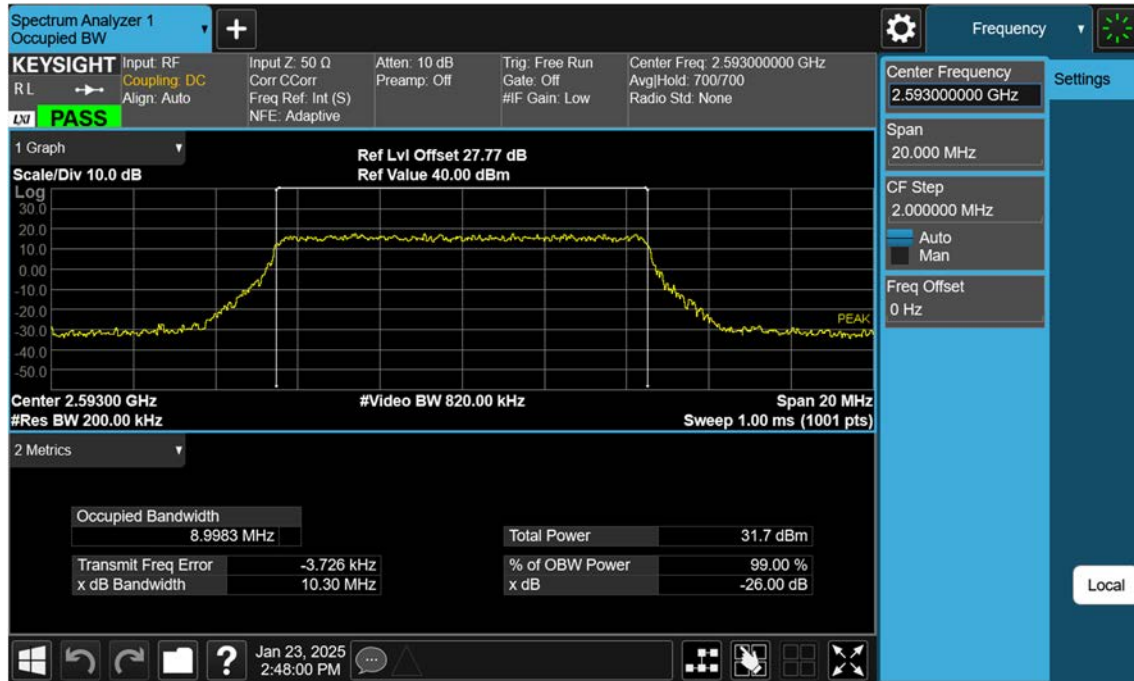 Spectrum Analyzer 1
Occupied BW
Frequency
KEYSIGHT
RL
LXI
PASS
Input: RF
Coupling: DC
Align: Auto
Input Z: 50 Ω
Corr CCorr
Freq Ref: Int (S)
NFE: Adaptive
Atten: 10 dB
Preamp: Off
Trig: Free Run
Gate: Off
#IF Gain: Low
Center Freq: 2.593000000 GHz
Avg|Hold: 700/700
Radio Std: None
Center Frequency
2.593000000 GHz
Settings
Span
20.000 MHz
CF Step
2.000000 MHz
Auto
Man
Freq Offset
0 Hz
Local
1 Graph
Ref Lvl Offset 27.77 dB
Scale/Div 10.0 dB
Ref Value 40.00 dBm
Log
30.0
20.0
10.0
0.00
-10.0
-20.0
-30.0
-40.0
-50.0
PEAK
Center 2.59300 GHz
#Video BW 820.00 kHz
Span 20 MHz
#Res BW 200.00 kHz
Sweep 1.00 ms (1001 pts)
2 Metrics
Occupied Bandwidth
8.9983 MHz
Total Power 31.7 dBm
Transmit Freq Error -3.726 kHz
% of OBW Power 99.00 %
x dB Bandwidth 10.30 MHz
x dB -26.00 dB
?
Jan 23, 2025
2:48:00 PM